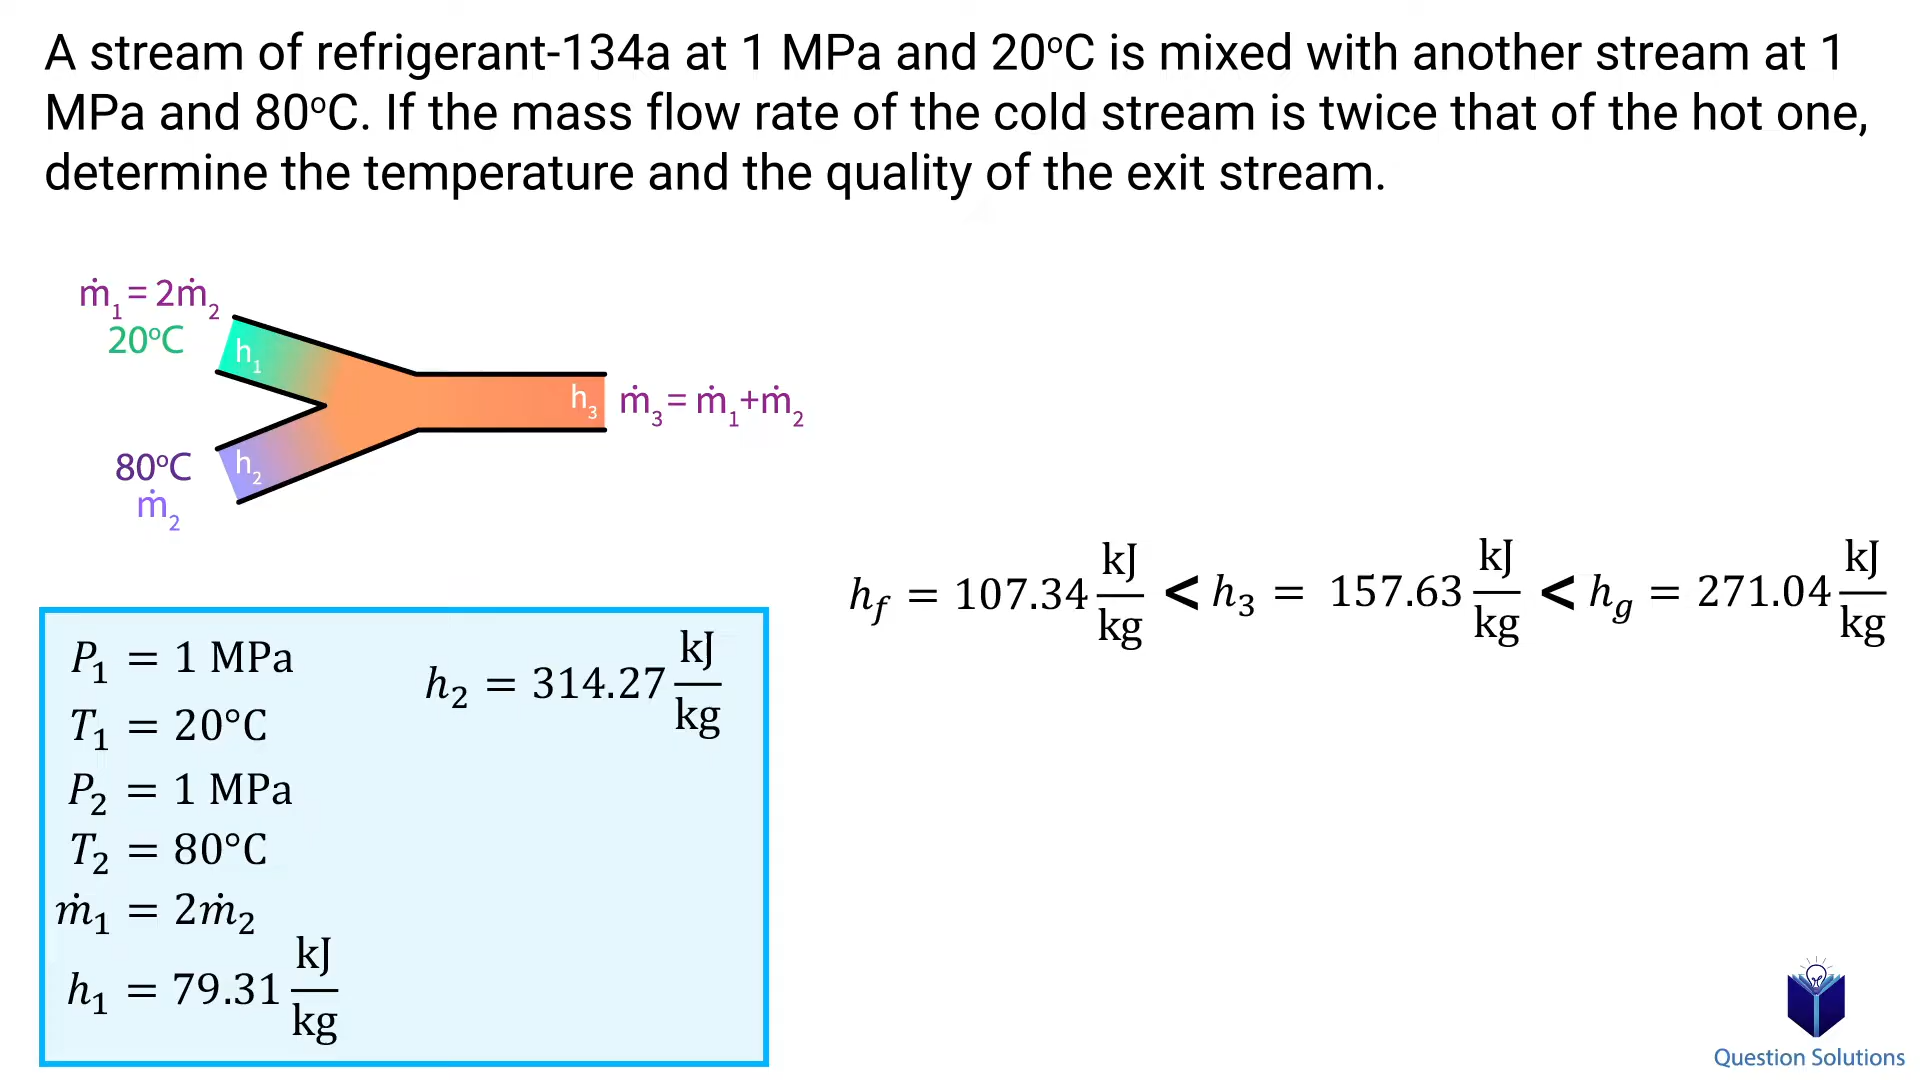 A stream of refrigerant-134a at 1 MPa and 20°C is mixed with another stream at 1
MPa and 80°C. If the mass flow rate of the cold stream is twice that of the hot one,
determine the temperature and the quality of the exit stream.
ṁ₁ = 2ṁ₂
20°C
h₁
h₃
ṁ₃ = ṁ₁+ṁ₂
80°C
h₂
ṁ₂
h_f = 107.34 kJ/kg < h₃ = 157.63 kJ/kg < h_g = 271.04 kJ/kg
P₁ = 1 MPa
T₁ = 20°C
P₂ = 1 MPa
T₂ = 80°C
ṁ₁ = 2ṁ₂
h₁ = 79.31 kJ/kg
h₂ = 314.27 kJ/kg
Question Solutions